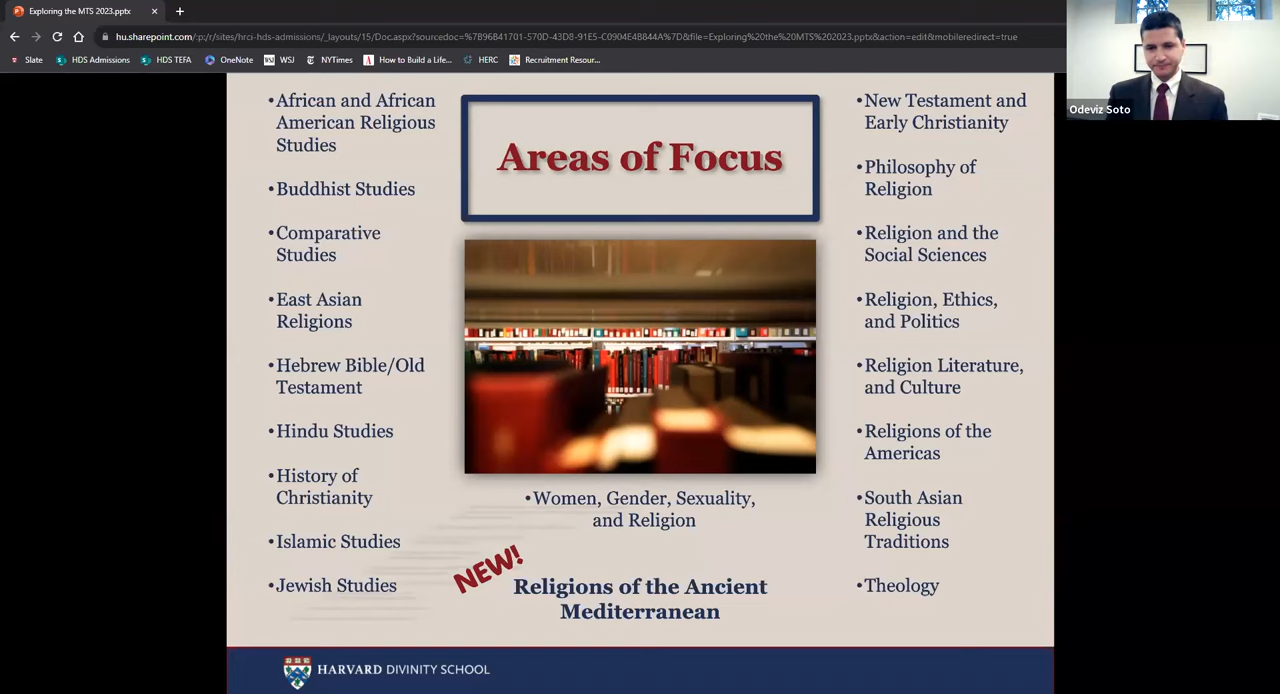 Exploring the MTS 2023.pptx
hu.sharepoint.com/:p:/r/sites/hrci-hds-admissions/_layouts/15/Doc.aspx?sourcedoc=%7B96B41701-570D-43D8-91E5-C0904E4B844A%7D&file=Exploring%20the%20MTS%202023.pptx&action=edit&mobileredirect=true
Slate
HDS Admissions
HDS TEFA
OneNote
WSJ
WSJ
NYTimes
How to Build a Life...
HERC
Recruitment Resour...
Odeviz Soto
Areas of Focus
•African and African
American Religious
Studies
•Buddhist Studies
•Comparative
Studies
•East Asian
Religions
•Hebrew Bible/Old
Testament
•Hindu Studies
•History of
Christianity
•Islamic Studies
•Jewish Studies
•Women, Gender, Sexuality,
and Religion
NEW!
Religions of the Ancient
Mediterranean
•New Testament and
Early Christianity
•Philosophy of
Religion
•Religion and the
Social Sciences
•Religion, Ethics,
and Politics
•Religion Literature,
and Culture
•Religions of the
Americas
•South Asian
Religious
Traditions
•Theology
HARVARD DIVINITY SCHOOL